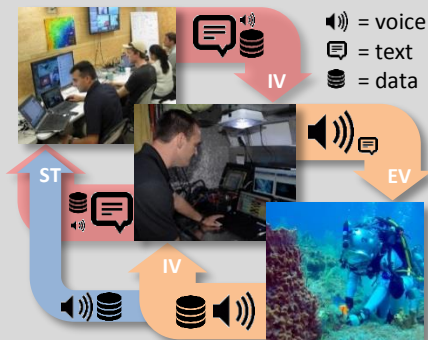 = voice
= text
= data
IV
EV
ST
IV